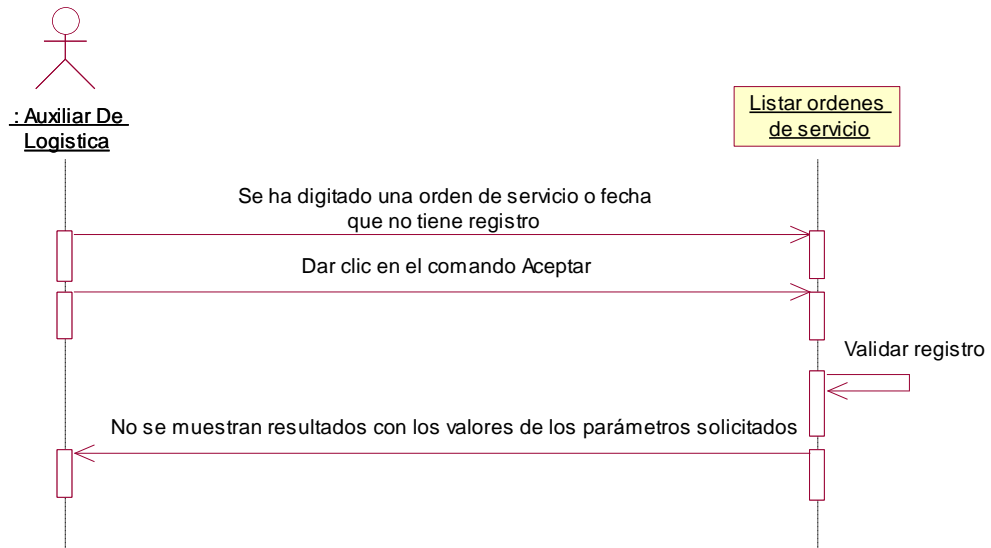 : Auxiliar De
Logistica
Listar ordenes
de servicio
Se ha digitado una orden de servicio o fecha
que no tiene registro
Dar clic en el comando Aceptar
Validar registro
No se muestran resultados con los valores de los parámetros solicitados